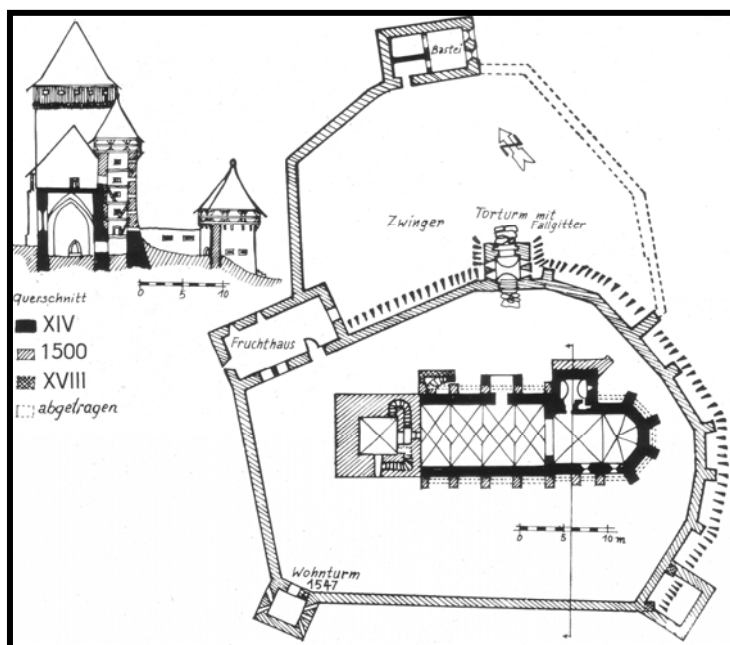 Bastei
Zwinger
Torturm mit
Fallgitter
0 5 10
Querschnitt
XIV
1500
XVIII
abgetragen
Fruchthaus
0 5 10 m
Wohnturm
1547